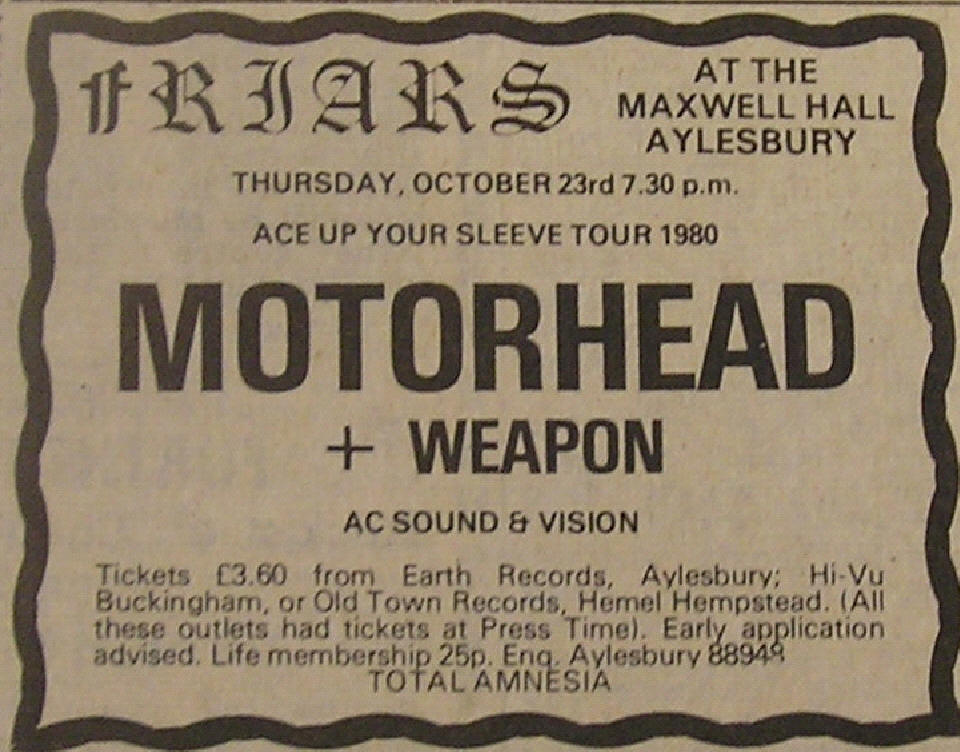 FRIARS
AT THE
MAXWELL HALL
AYLESBURY
THURSDAY, OCTOBER 23rd 7.30 p.m.
ACE UP YOUR SLEEVE TOUR 1980
MOTORHEAD
+ WEAPON
AC SOUND & VISION
Tickets £3.60 from Earth Records, Aylesbury; Hi-Vu
Buckingham, or Old Town Records, Hemel Hempstead. (All
these outlets had tickets at Press Time). Early application
advised. Life membership 25p. Enq. Aylesbury 88948
TOTAL AMNESIA